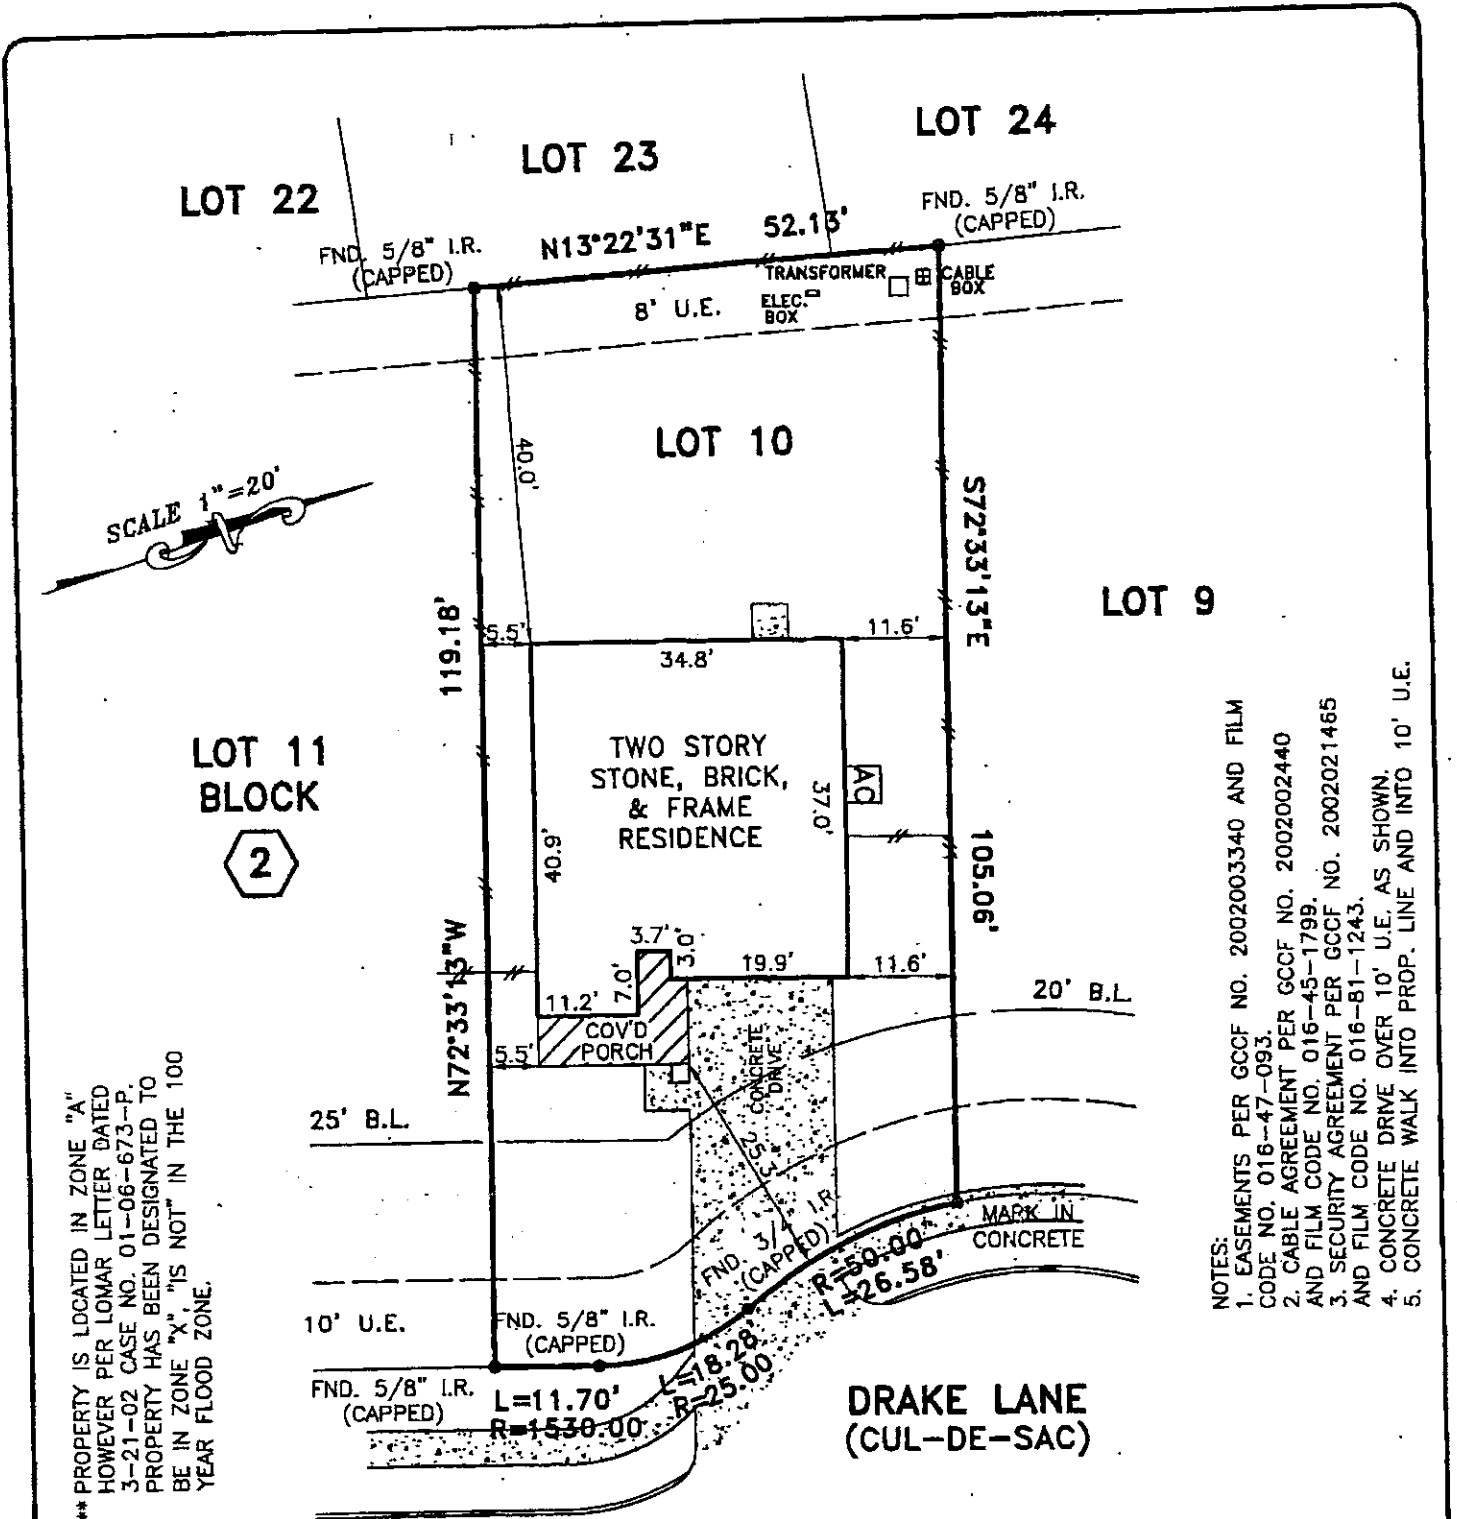 LOT 24
LOT 23
LOT 22
FND. 5/8" I.R.
(CAPPED)
52.13'
N13°22'31"E
FND. 5/8" I.R.
(CAPPED)
TRANSFORMER
CABLE
BOX
ELEC.
BOX
8' U.E.
LOT 10
40.0'
SCALE 1"=20'
S72°33'13"E
LOT 9
119.18'
5.5'
34.8'
11.6'
LOT 11
BLOCK
2
TWO STORY
STONE, BRICK,
& FRAME
RESIDENCE
AC
37.0'
40.9'
105.06'
N72°33'13"W
3.7'
3.0'
7.0'
19.9'
11.6'
11.2'
COV'D
PORCH
5.5'
CONCRETE
DRIVE
20' B.L.
25' B.L.
25.3'
FND. 3/4 I.R.
(CAPPED)
MARK IN
CONCRETE
R=50.00'
L=26.58'
10' U.E.
FND. 5/8" I.R.
(CAPPED)
FND. 5/8" I.R.
(CAPPED)
L=11.70'
R=1530.00'
L=18.28'
R=25.00
DRAKE LANE
(CUL-DE-SAC)
** PROPERTY IS LOCATED IN ZONE "A"
HOWEVER PER LOMAR LETTER DATED
3-21-02 CASE NO. 01-06-673-P.
PROPERTY HAS BEEN DESIGNATED TO
BE IN ZONE "X", "IS NOT" IN THE 100
YEAR FLOOD ZONE.
NOTES:
1. EASEMENTS PER GCCF NO. 2002003340 AND FILM
CODE NO. 016-47-093.
2. CABLE AGREEMENT PER GCCF NO. 2002002440
AND FILM CODE NO. 016-45-1799.
3. SECURITY AGREEMENT PER GCCF NO. 2002021465
AND FILM CODE NO. 016-81-1243.
4. CONCRETE DRIVE OVER 10' U.E. AS SHOWN.
5. CONCRETE WALK INTO PROP. LINE AND INTO 10' U.E.